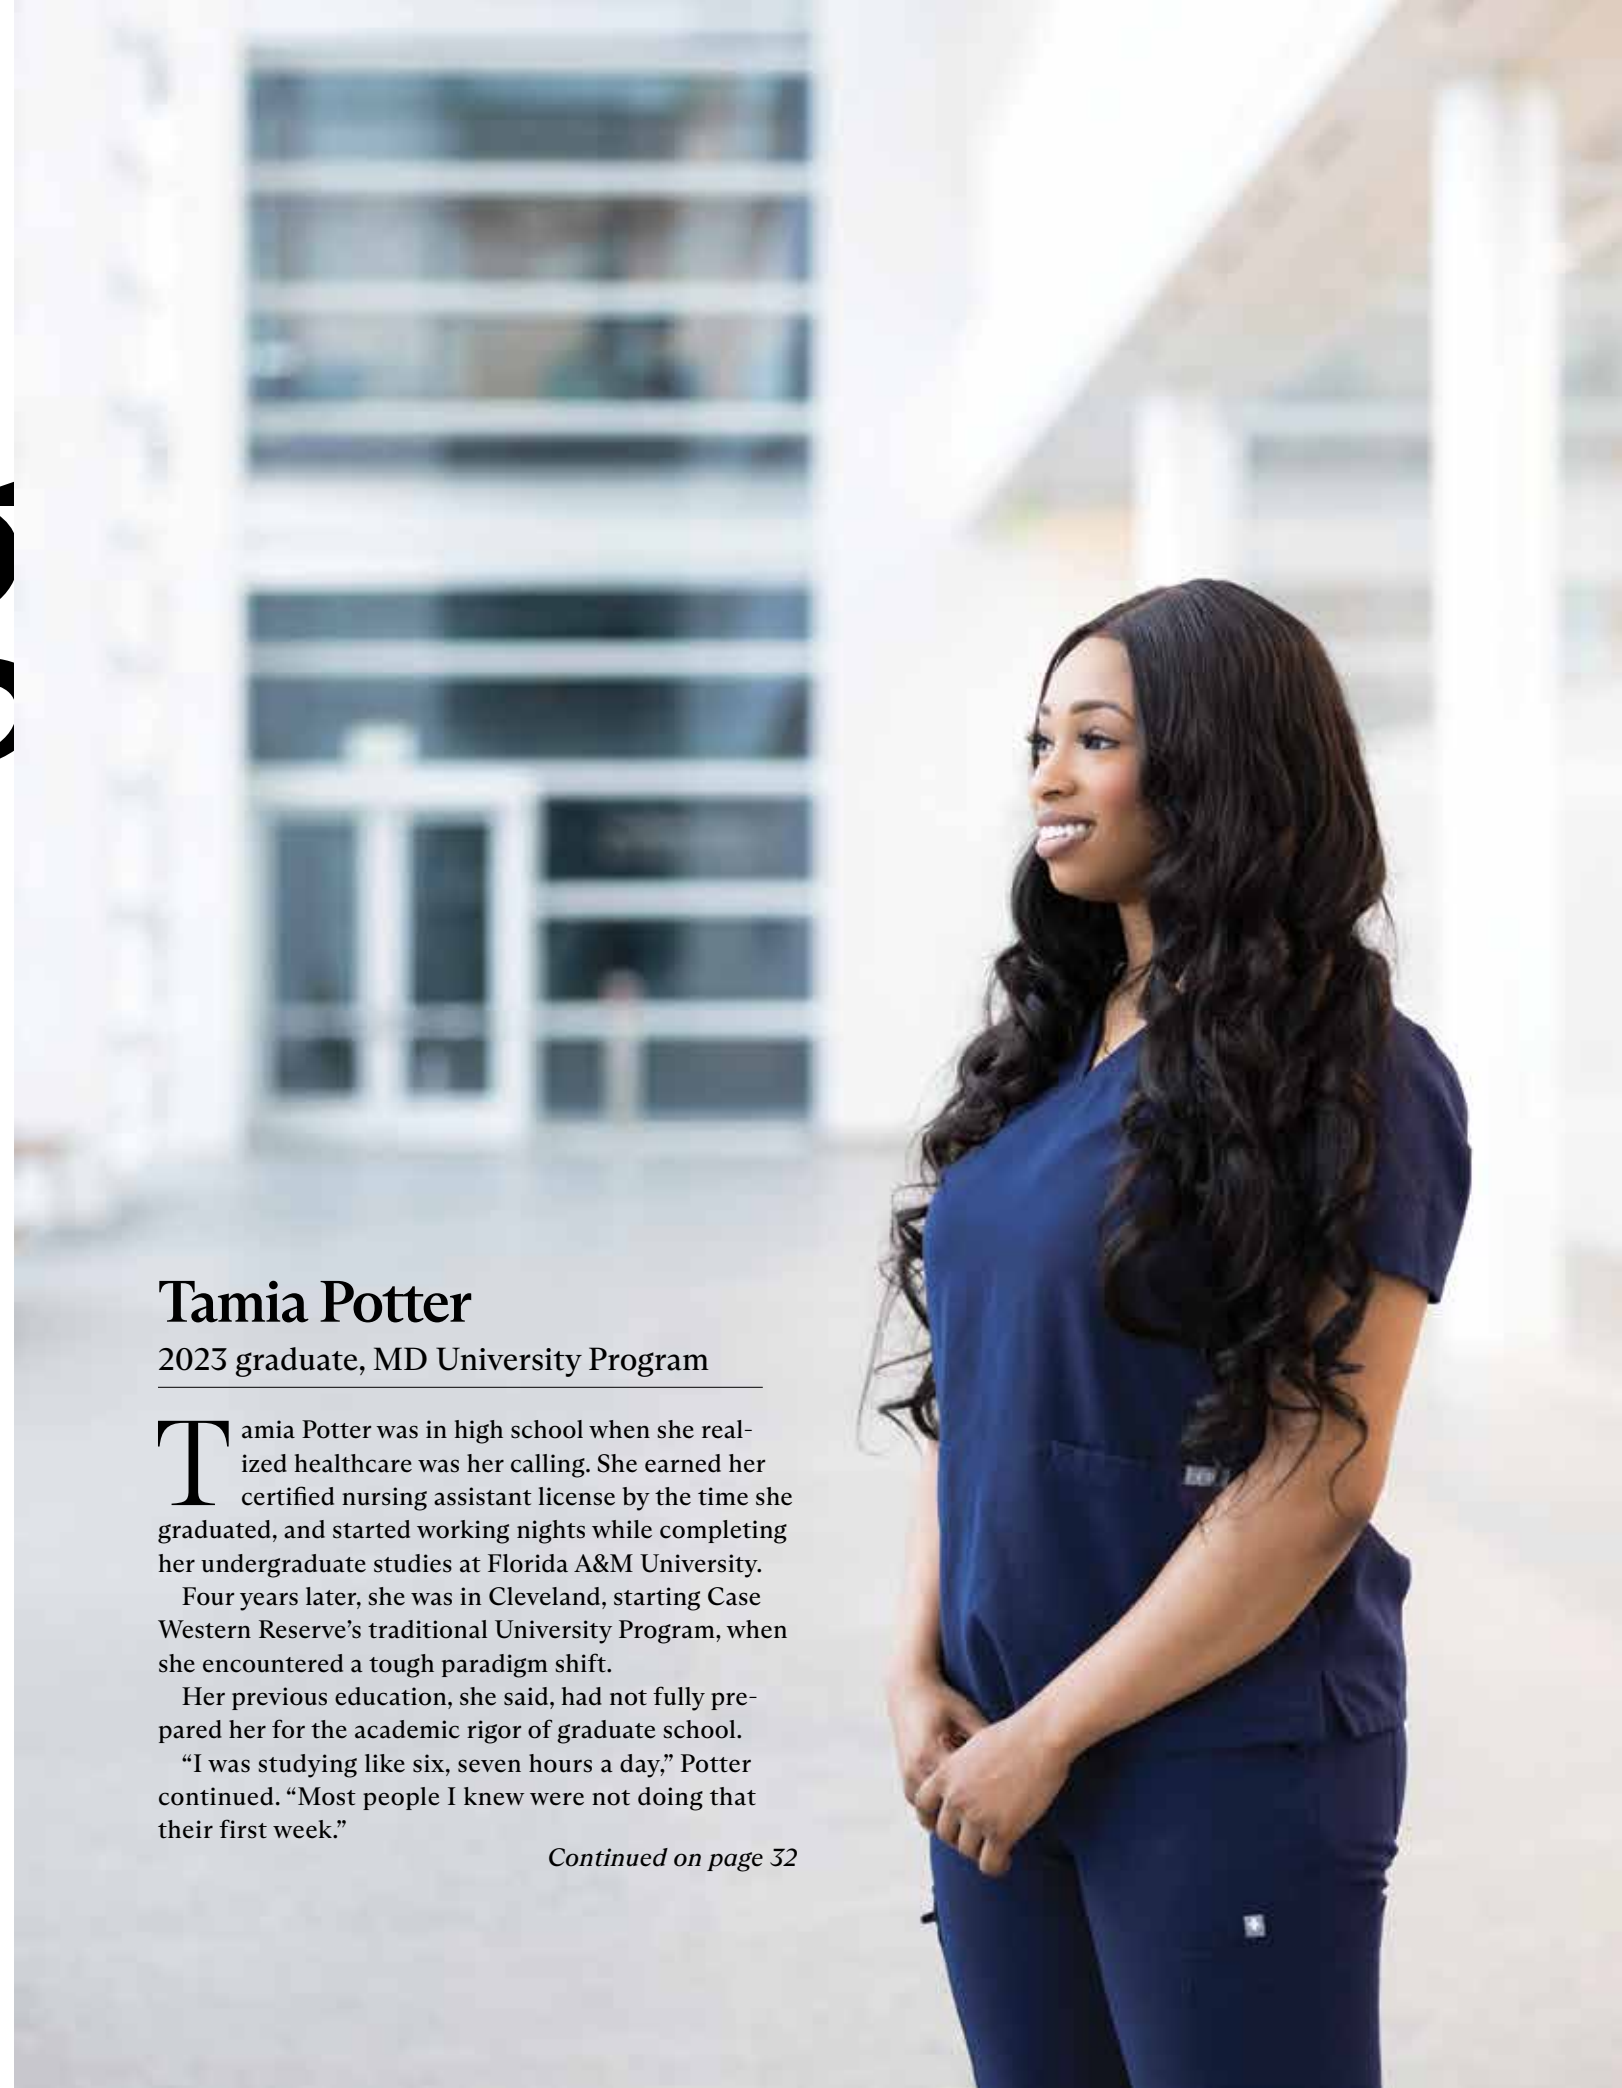 Tamia Potter
2023 graduate, MD University Program
Tamia Potter was in high school when she real-
ized healthcare was her calling. She earned her
certified nursing assistant license by the time she
graduated, and started working nights while completing
her undergraduate studies at Florida A&M University.
Four years later, she was in Cleveland, starting Case
Western Reserve’s traditional University Program, when
she encountered a tough paradigm shift.
Her previous education, she said, had not fully pre-
pared her for the academic rigor of graduate school.
“I was studying like six, seven hours a day,” Potter
continued. “Most people I knew were not doing that
their first week.”
Continued on page 32